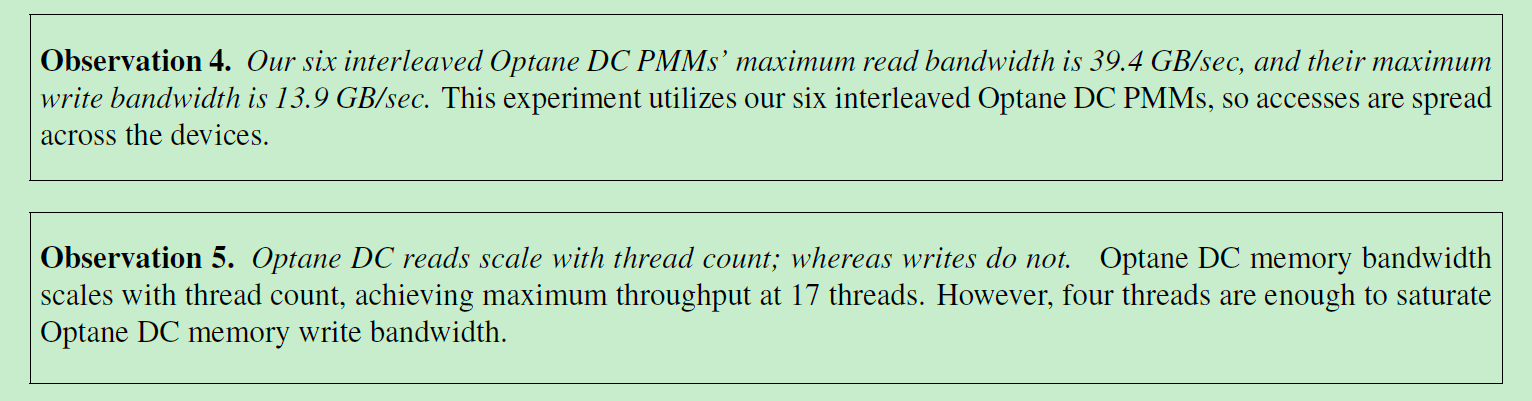 Observation 4. Our six interleaved Optane DC PMMs’ maximum read bandwidth is 39.4 GB/sec, and their maximum
write bandwidth is 13.9 GB/sec. This experiment utilizes our six interleaved Optane DC PMMs, so accesses are spread
across the devices.
Observation 5. Optane DC reads scale with thread count; whereas writes do not. Optane DC memory bandwidth
scales with thread count, achieving maximum throughput at 17 threads. However, four threads are enough to saturate
Optane DC memory write bandwidth.